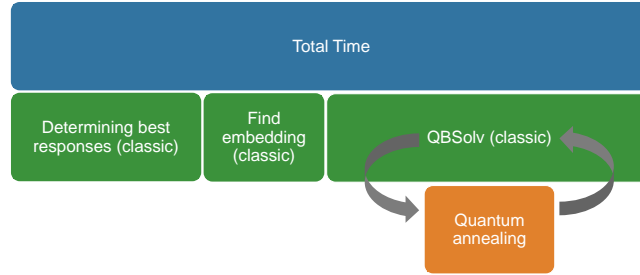 Total Time
Determining best
responses (classic)
Find
embedding
(classic)
QBSolv (classic)
Quantum
annealing